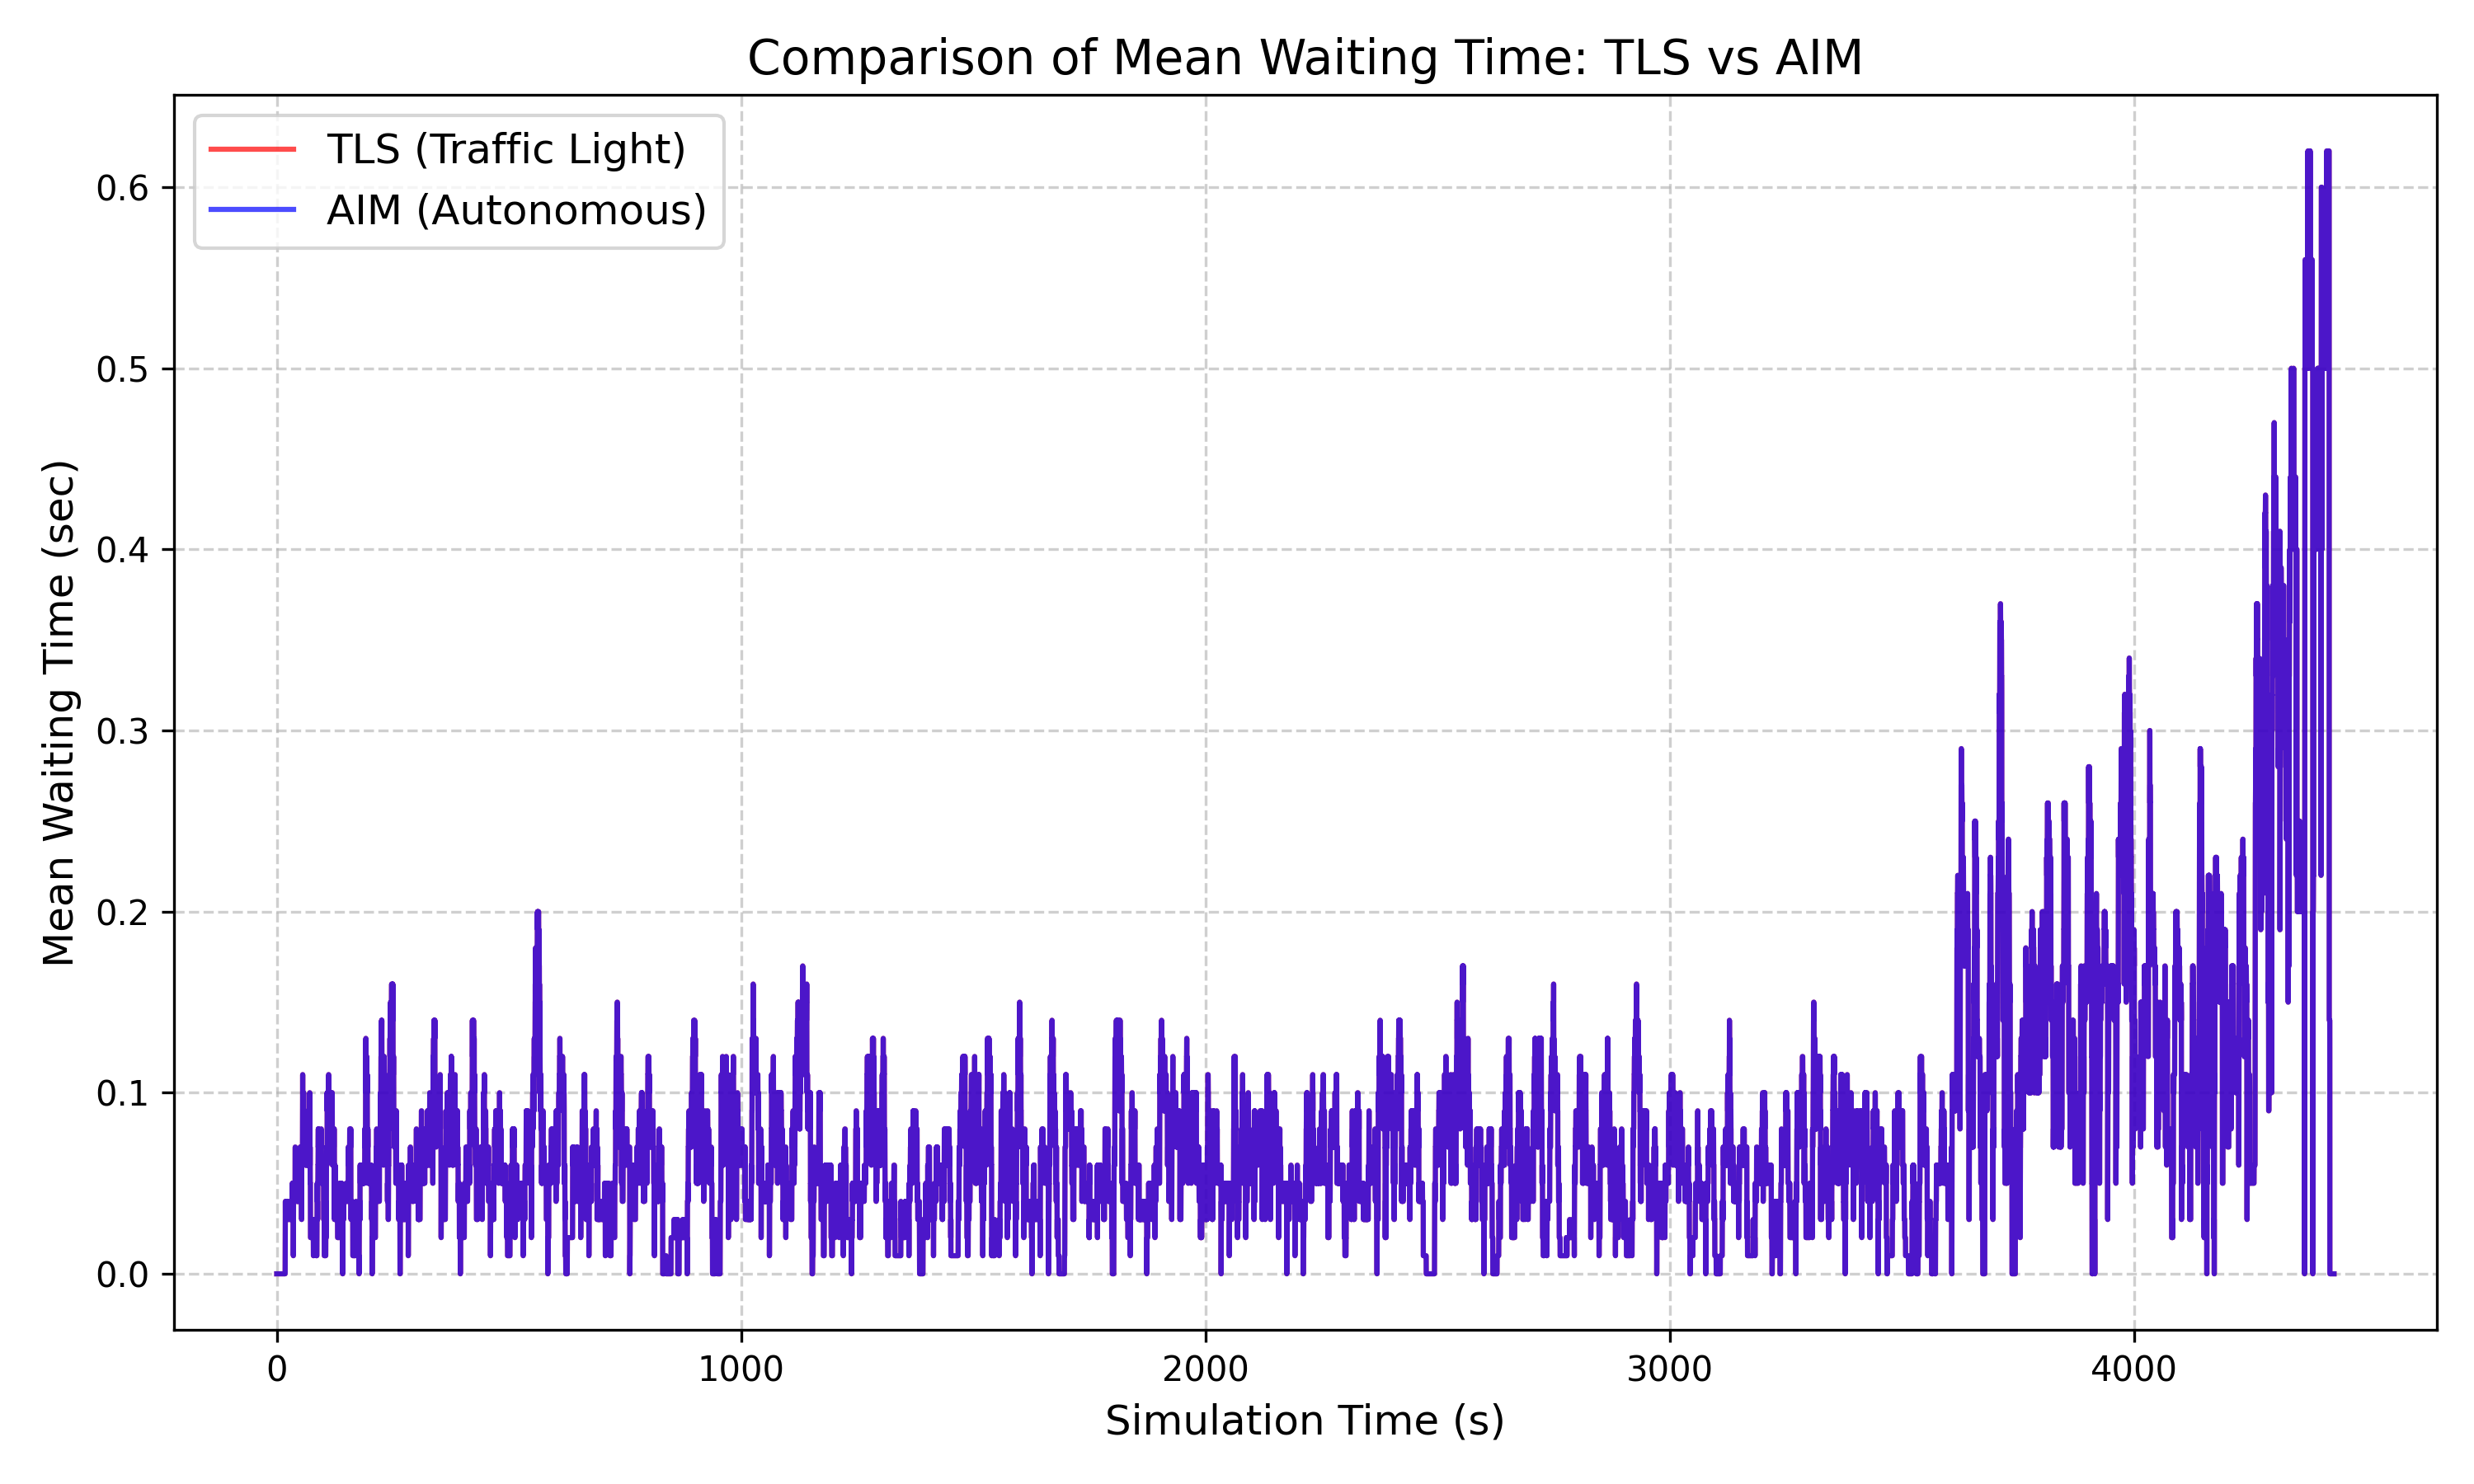 Comparison of Mean Waiting Time: TLS vs AIM
TLS (Traffic Light)
AIM (Autonomous)
Mean Waiting Time (sec)
0.6
0.5
0.4
0.3
0.2
0.1
0.0
0 1000 2000 3000 4000
Simulation Time (s)